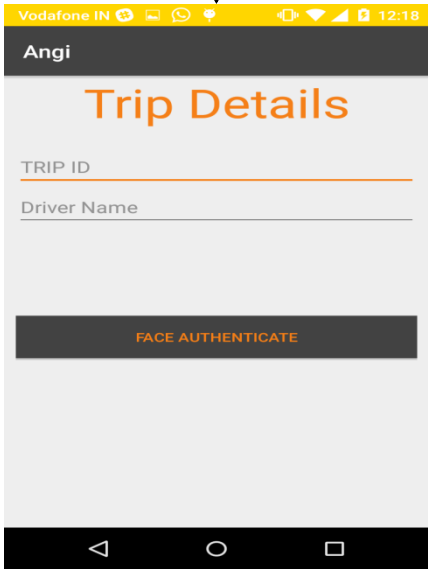 Vodafone IN 12:18
Angi
Trip Details
TRIP ID
Driver Name
FACE AUTHENTICATE